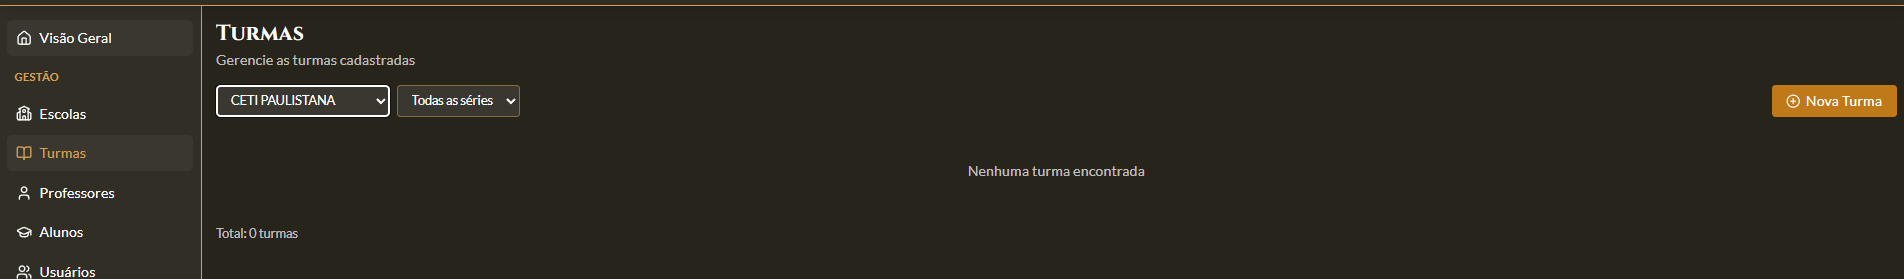 Visão Geral
GESTÃO
Escolas
Turmas
Professores
Alunos
Usuários
TURMAS
Gerencie as turmas cadastradas
CETI PAULISTANA
Todas as séries
Nova Turma
Nenhuma turma encontrada
Total: 0 turmas